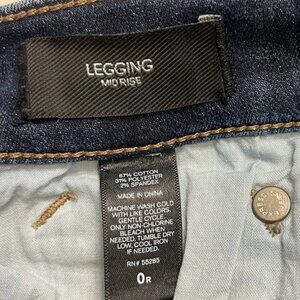 LEGGING
MID RISE
67% COTTON
31% POLYESTER
2% SPANDEX
MADE IN CHINA
MACHINE WASH COLD
WITH LIKE COLORS.
GENTLE CYCLE.
ONLY NON-CHLORINE
BLEACH WHEN
NEEDED. TUMBLE DRY
LOW. COOL IRON
IF NEEDED.
RN# 55285
0R